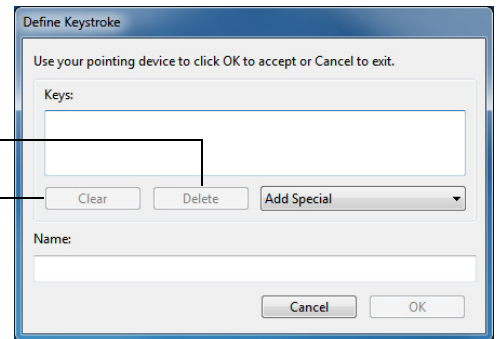 Define Keystroke
Use your pointing device to click OK to accept or Cancel to exit.
Keys:
Clear Delete Add Special
Name:
Cancel OK